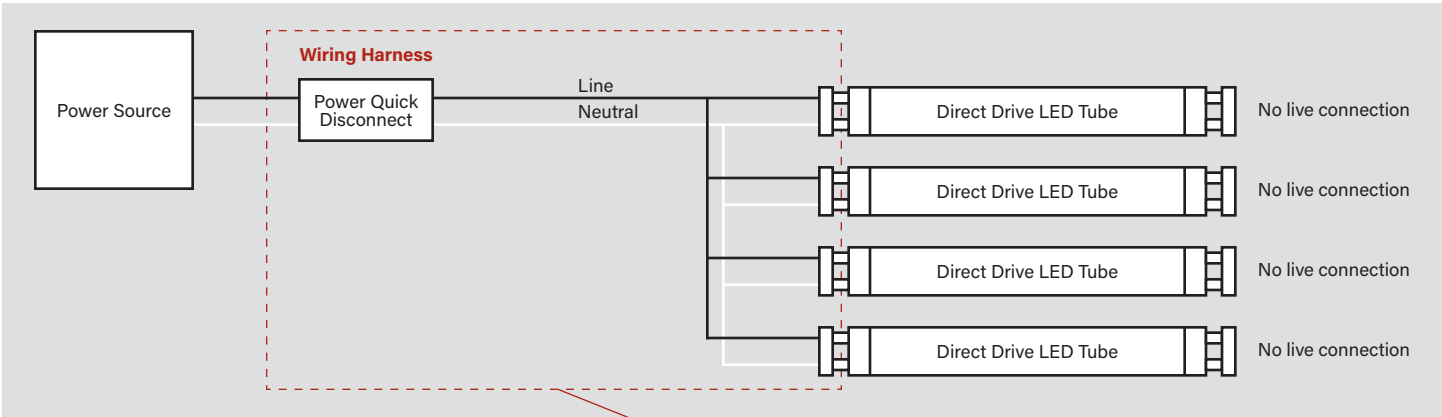 Wiring Harness
Power Source
Power Quick
Disconnect
Line
Neutral
Direct Drive LED Tube
No live connection
Direct Drive LED Tube
No live connection
Direct Drive LED Tube
No live connection
Direct Drive LED Tube
No live connection